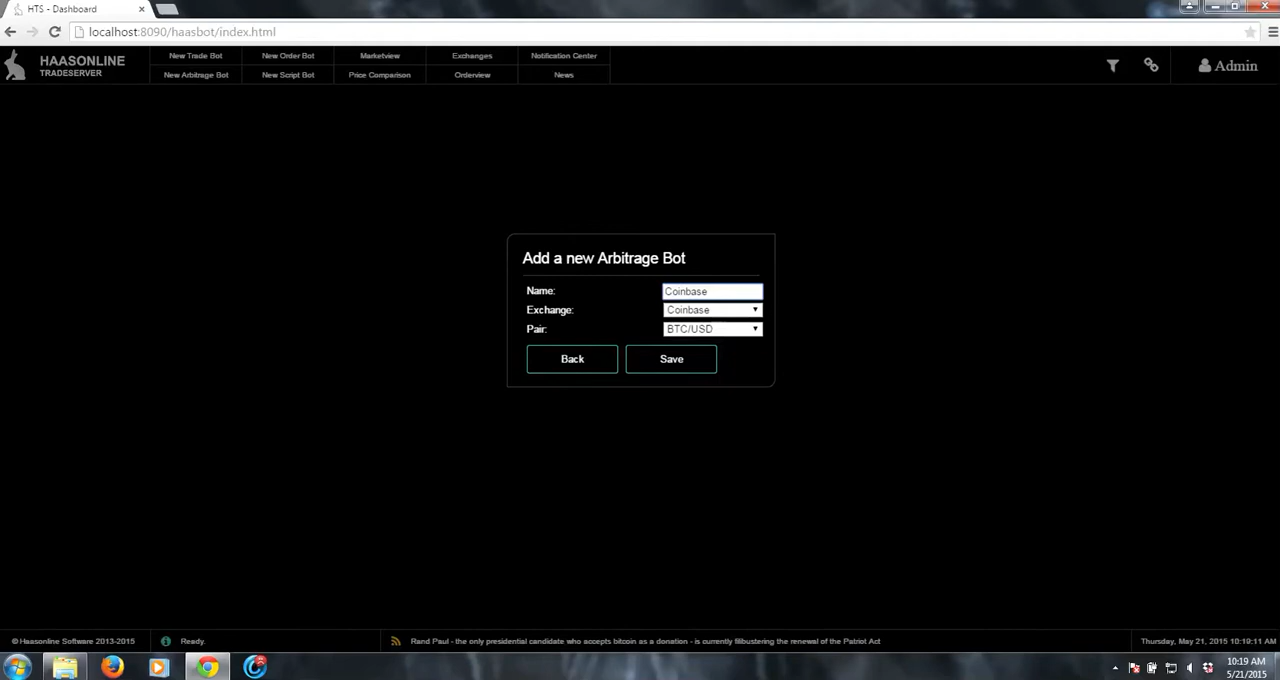 HTS - Dashboard
localhost:8090/haasbot/index.html
HAASONLINE
TRADESERVER
New Trade Bot
New Order Bot
Marketview
Exchanges
Notification Center
New Arbitrage Bot
New Script Bot
Price Comparison
Orderview
News
Admin
Add a new Arbitrage Bot
Name: Coinbase
Exchange: Coinbase
Pair: BTC/USD
Back
Save
© Haasonline Software 2013-2015
Ready.
Rand Paul - the only presidential candidate who accepts bitcoin as a donation - is currently filibustering the renewal of the Patriot Act
Thursday, May 21, 2015 10:19:11 AM
10:19 AM
5/21/2015